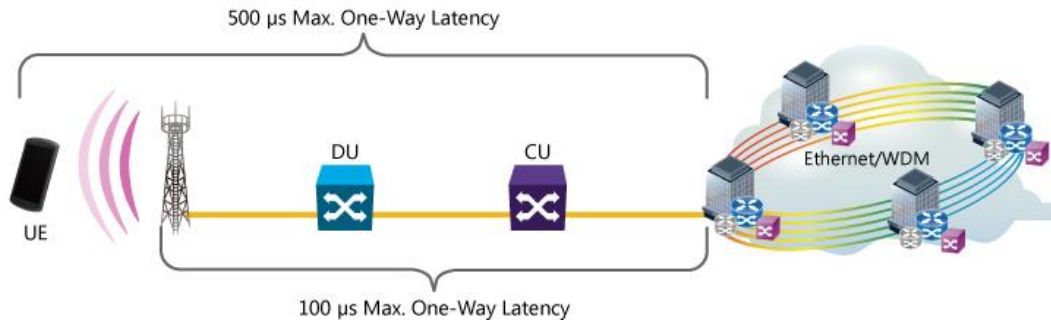 500 µs Max. One-Way Latency
DU
CU
Ethernet/WDM
UE
100 µs Max. One-Way Latency